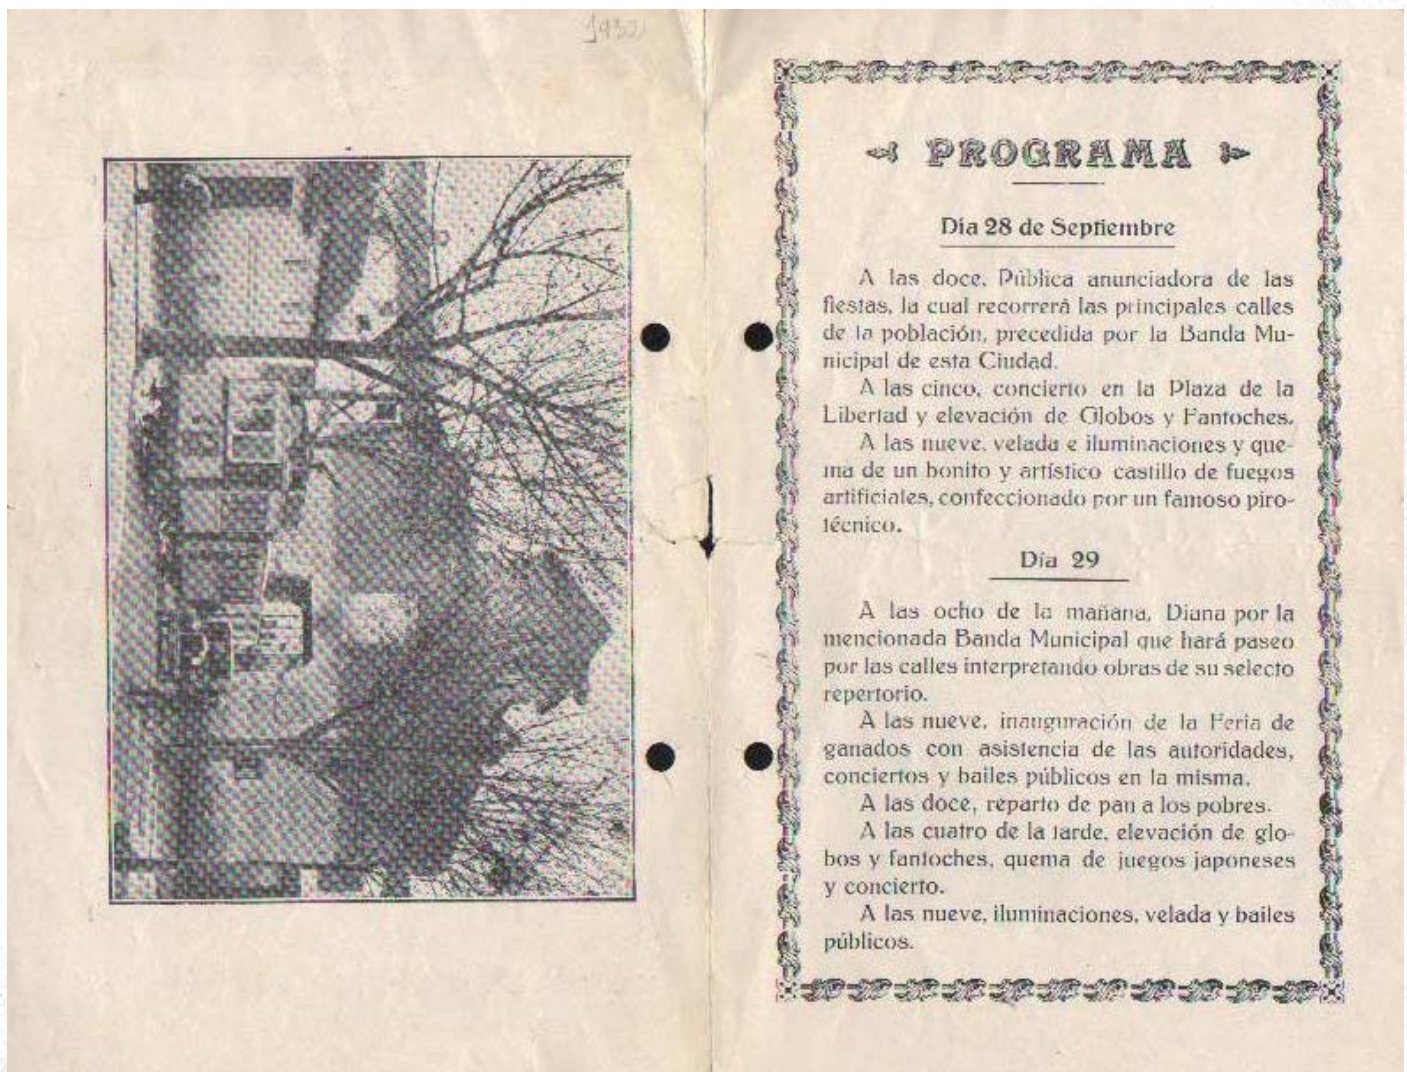 PROGRAMA
Día 28 de Septiembre
A las doce, Pública anunciadora de las
fiestas, la cual recorrerá las principales calles
de la población, precedida por la Banda Mu-
nicipal de esta Ciudad.
A las cinco, concierto en la Plaza de la
Libertad y elevación de Globos y Fantoches.
A las nueve, velada e iluminaciones y que-
ma de un bonito y artístico castillo de fuegos
artificiales, confeccionado por un famoso piro-
técnico.
Día 29
A las ocho de la mañana, Diana por la
mencionada Banda Municipal que hará paseo
por las calles interpretando obras de su selecto
repertorio.
A las nueve, inauguración de la Feria de
ganados con asistencia de las autoridades,
conciertos y bailes públicos en la misma.
A las doce, reparto de pan a los pobres.
A las cuatro de la tarde, elevación de glo-
bos y fantoches, quema de juegos japoneses
y concierto.
A las nueve, iluminaciones, velada y bailes
públicos.